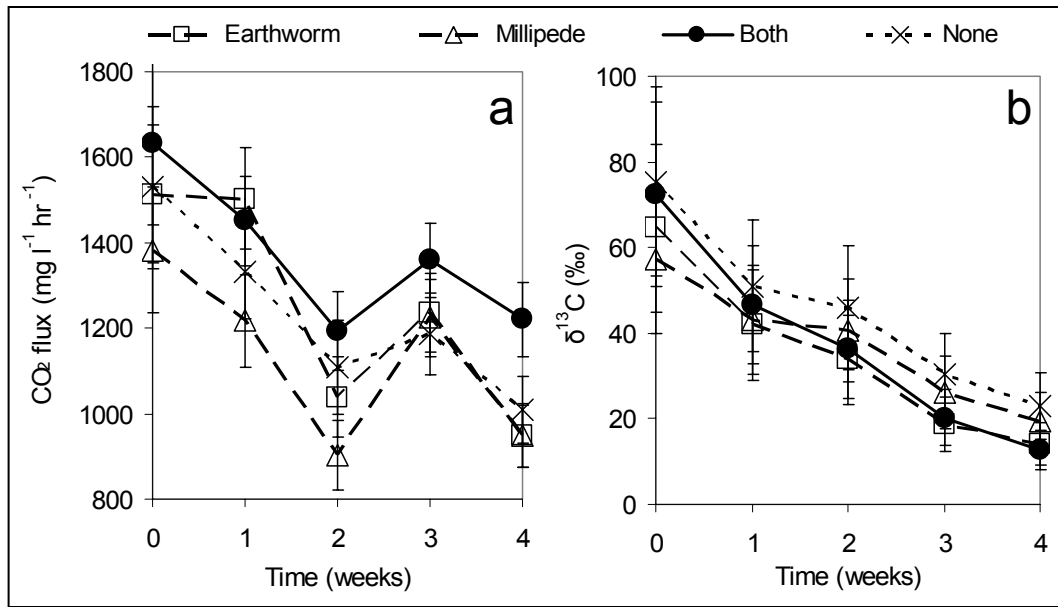 Earthworm Millipede Both None
a
CO₂ flux (mg l⁻¹ hr⁻¹)
1800
1600
1400
1200
1000
800
0 1 2 3 4
Time (weeks)
b
δ¹³C (‰)
100
80
60
40
20
0
0 1 2 3 4
Time (weeks)